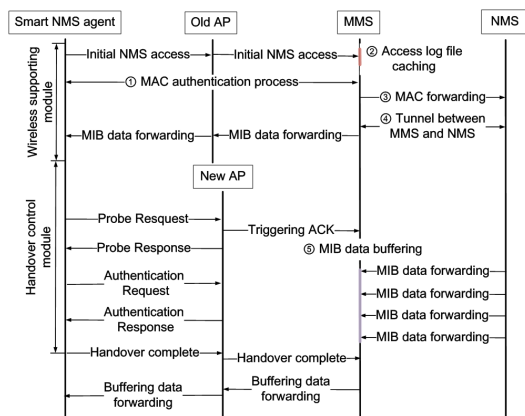 Smart NMS agent
Old AP
MMS
NMS
Initial NMS access
Initial NMS access
② Access log file
caching
① MAC authentication process
③ MAC forwarding
④ Tunnel between
MMS and NMS
MIB data forwarding
MIB data forwarding
Wireless supporting
module
New AP
Probe Resquest
Triggering ACK
Probe Response
⑤ MIB data buffering
Handover control
module
Authentication
Request
MIB data forwarding
MIB data forwarding
Authentication
Response
MIB data forwarding
MIB data forwarding
Handover complete
Handover complete
Buffering data
forwarding
Buffering data
forwarding